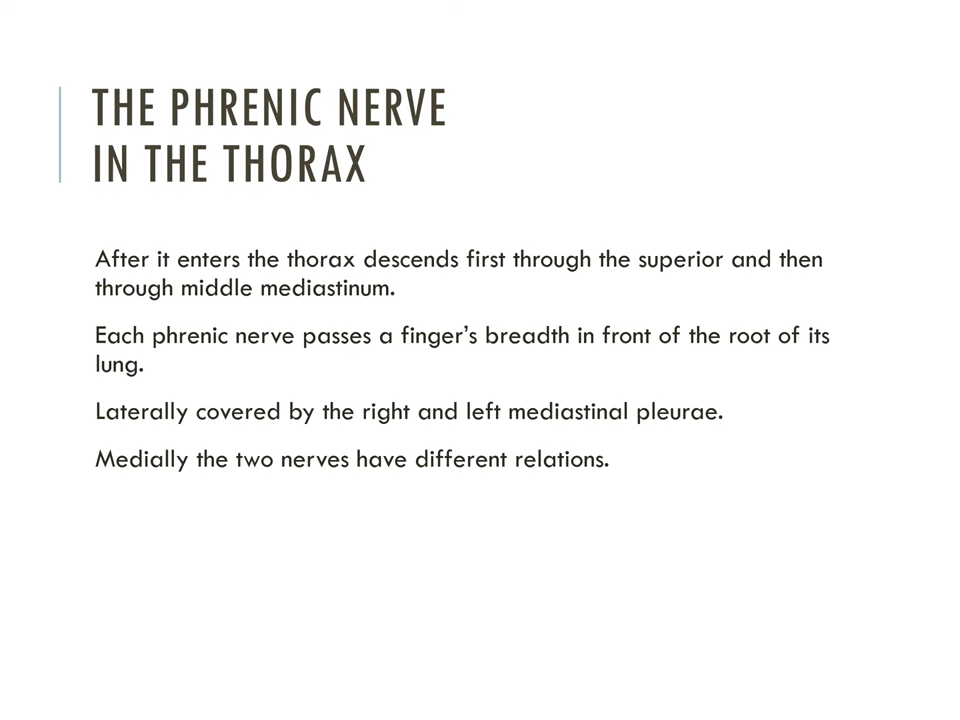 THE PHRENIC NERVE
IN THE THORAX
After it enters the thorax descends first through the superior and then
through middle mediastinum.
Each phrenic nerve passes a finger’s breadth in front of the root of its
lung.
Laterally covered by the right and left mediastinal pleurae.
Medially the two nerves have different relations.